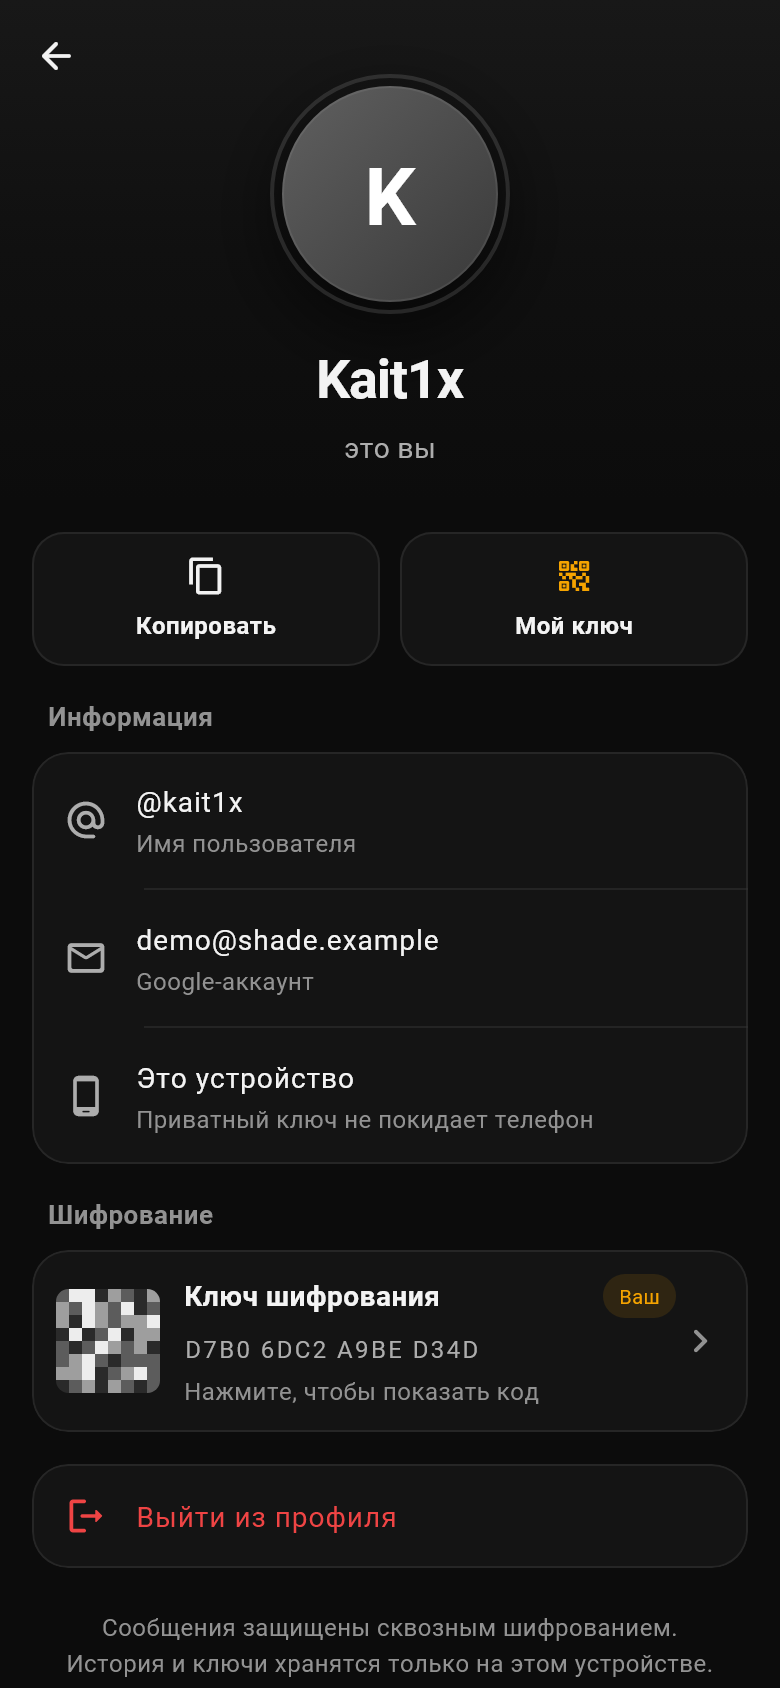 K
Kait1x
это вы
Копировать
Мой ключ
Информация
@kait1x
Имя пользователя
demo@shade.example
Google-аккаунт
Это устройство
Приватный ключ не покидает телефон
Шифрование
Ключ шифрования
Ваш
D7B0 6DC2 A9BE D34D
Нажмите, чтобы показать код
Выйти из профиля
Сообщения защищены сквозным шифрованием.
История и ключи хранятся только на этом устройстве.